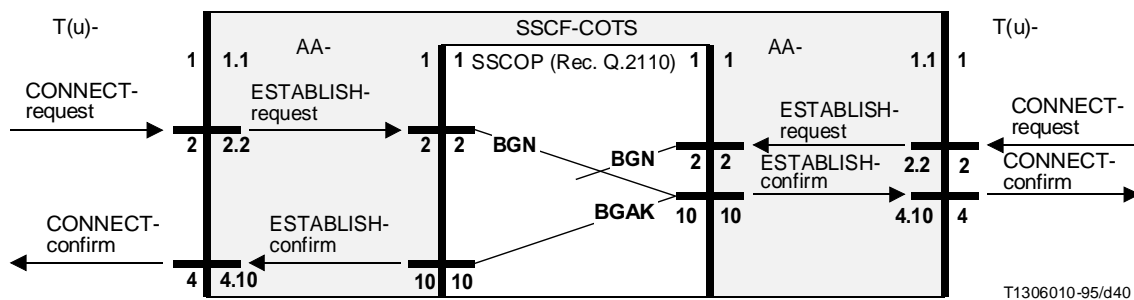 T(u)-
SSCF-COTS
T(u)-
AA-
AA-
1 1.1
1 1 SSCOP (Rec. Q.2110) 1 1
1.1 1
CONNECT-
request
ESTABLISH-
request
ESTABLISH-
request
CONNECT-
request
2 2.2
2 2
BGN
BGN
2 2
2.2 2
ESTABLISH-
confirm
CONNECT-
confirm
CONNECT-
confirm
ESTABLISH-
confirm
BGAK
10 10
4.10 4
4 4.10
10 10
T1306010-95/d40